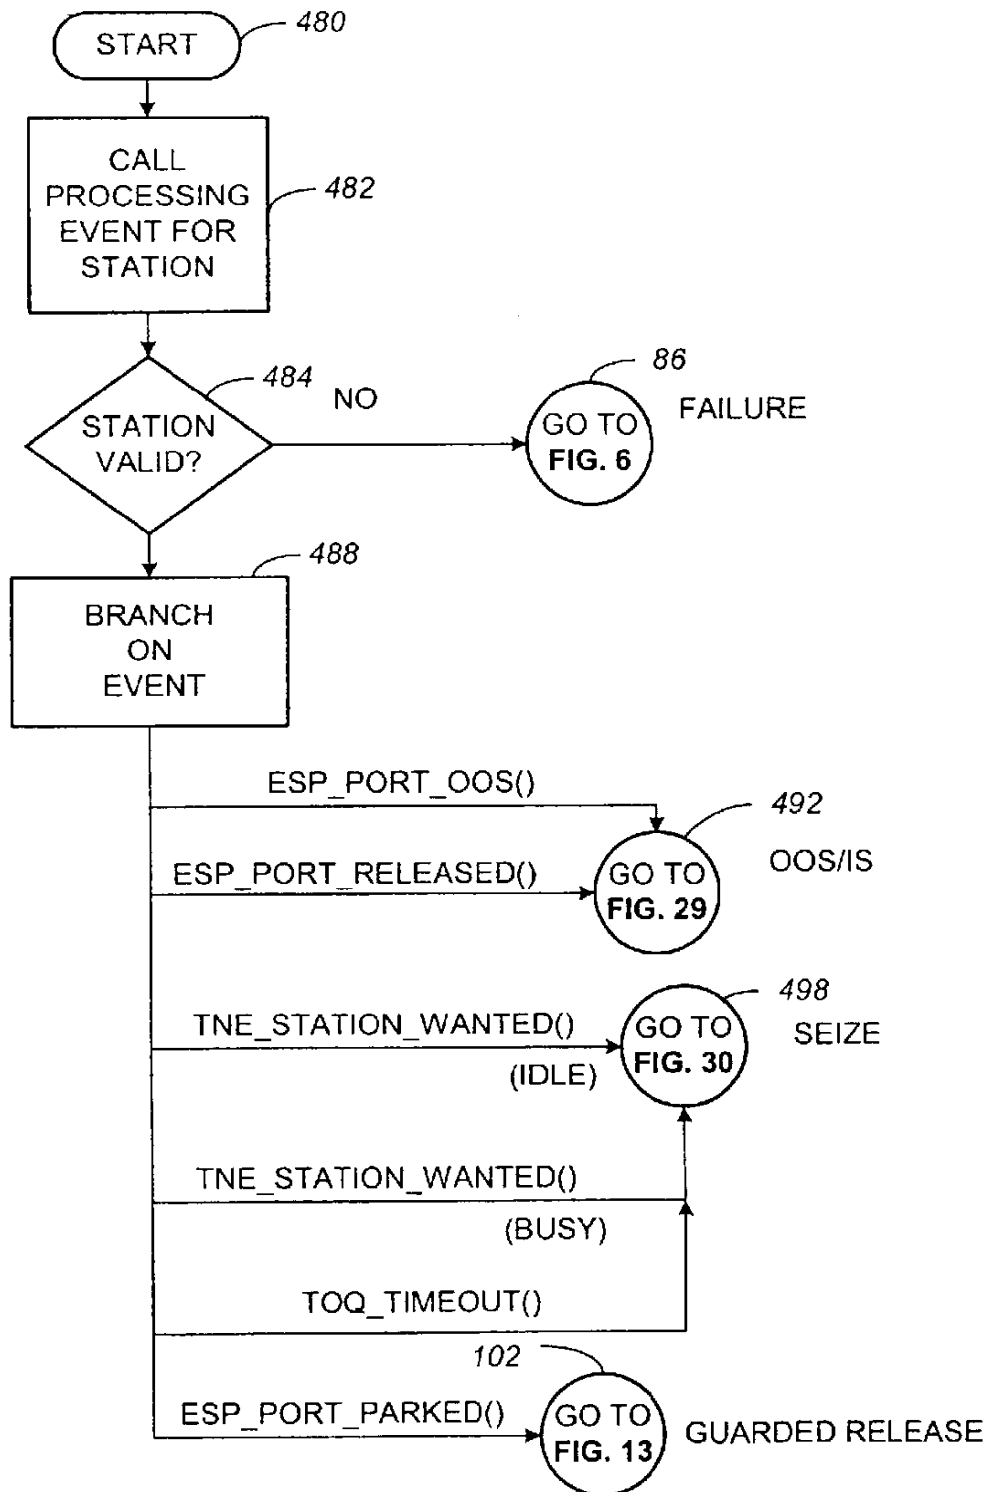 START
480
CALL
PROCESSING
EVENT FOR
STATION
482
STATION
VALID?
484
NO
86
GO TO
FIG. 6
FAILURE
488
BRANCH
ON
EVENT
ESP_PORT_OOS()
492
OOS/IS
ESP_PORT_RELEASED()
GO TO
FIG. 29
498
TNE_STATION_WANTED()
(IDLE)
GO TO
FIG. 30
SEIZE
TNE_STATION_WANTED()
(BUSY)
TOQ_TIMEOUT()
102
ESP_PORT_PARKED()
GO TO
FIG. 13
GUARDED RELEASE